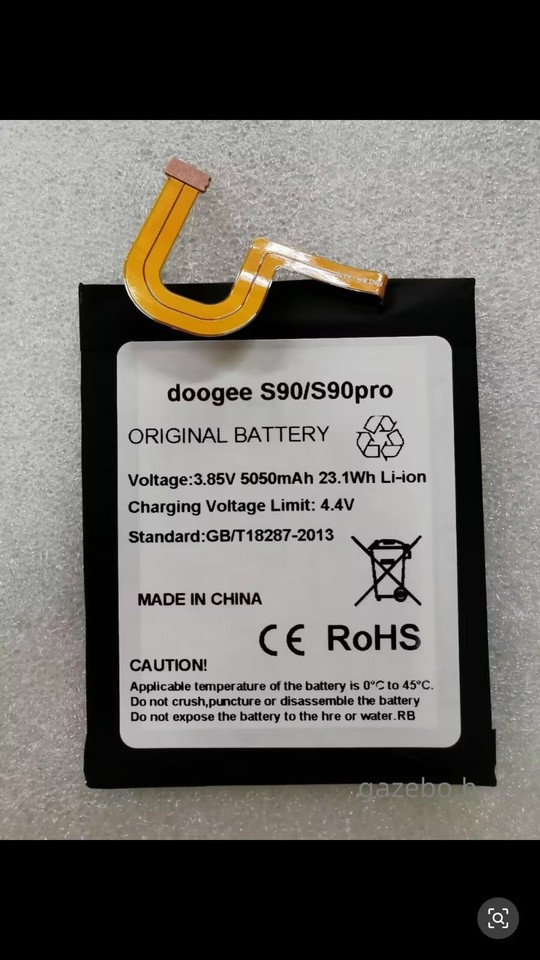 doogee S90/S90pro
ORIGINAL BATTERY
Voltage:3.85V 5050mAh 23.1Wh Li-ion
Charging Voltage Limit: 4.4V
Standard:GB/T18287-2013
MADE IN CHINA
CE RoHS
CAUTION!
Applicable temperature of the battery is 0°C to 45°C.
Do not crush,puncture or disassemble the battery
Do not expose the battery to the hre or water.RB
gazebo.h